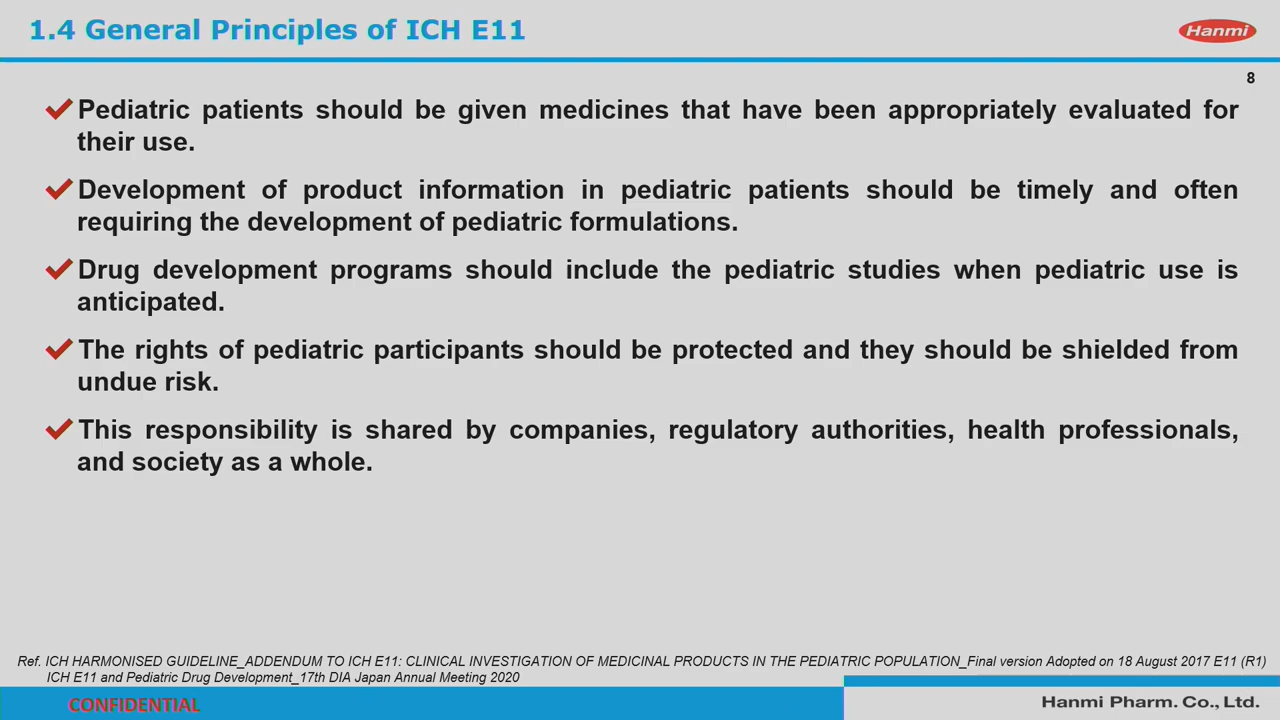 1.4 General Principles of ICH E11
Hanmi
8
Pediatric patients should be given medicines that have been appropriately evaluated for
their use.
Development of product information in pediatric patients should be timely and often
requiring the development of pediatric formulations.
Drug development programs should include the pediatric studies when pediatric use is
anticipated.
The rights of pediatric participants should be protected and they should be shielded from
undue risk.
This responsibility is shared by companies, regulatory authorities, health professionals,
and society as a whole.
Ref. ICH HARMONISED GUIDELINE_ADDENDUM TO ICH E11: CLINICAL INVESTIGATION OF MEDICINAL PRODUCTS IN THE PEDIATRIC POPULATION_Final version Adopted on 18 August 2017 E11 (R1)
ICH E11 and Pediatric Drug Development_17th DIA Japan Annual Meeting 2020
CONFIDENTIAL
Hanmi Pharm. Co., Ltd.